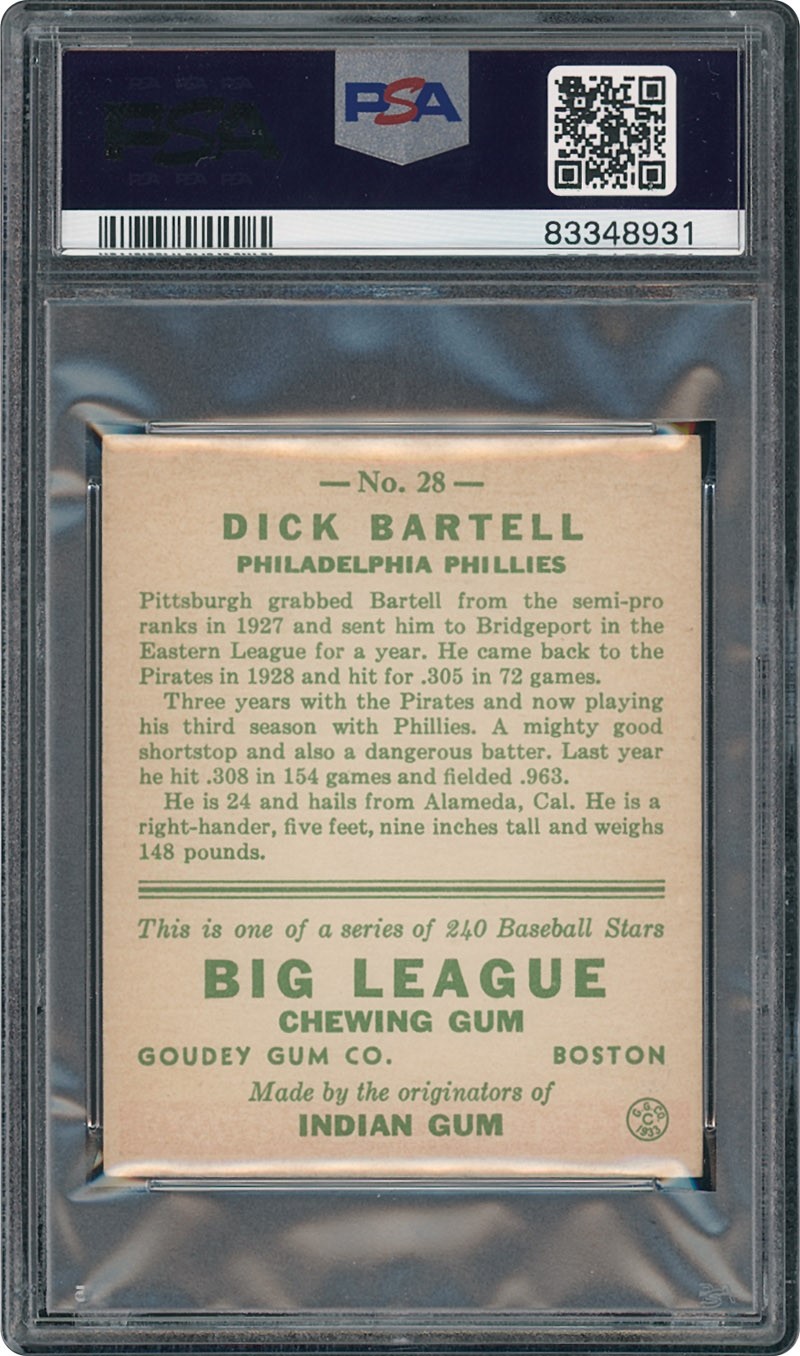 PSA
83348931
— No. 28 —
DICK BARTELL
PHILADELPHIA PHILLIES
Pittsburgh grabbed Bartell from the semi-pro
ranks in 1927 and sent him to Bridgeport in the
Eastern League for a year. He came back to the
Pirates in 1928 and hit for .305 in 72 games.
Three years with the Pirates and now playing
his third season with Phillies. A mighty good
shortstop and also a dangerous batter. Last year
he hit .308 in 154 games and fielded .963.
He is 24 and hails from Alameda, Cal. He is a
right-hander, five feet, nine inches tall and weighs
148 pounds.
This is one of a series of 240 Baseball Stars
BIG LEAGUE
CHEWING GUM
GOUDEY GUM CO. BOSTON
Made by the originators of
INDIAN GUM
G.G.CO.
C
1933